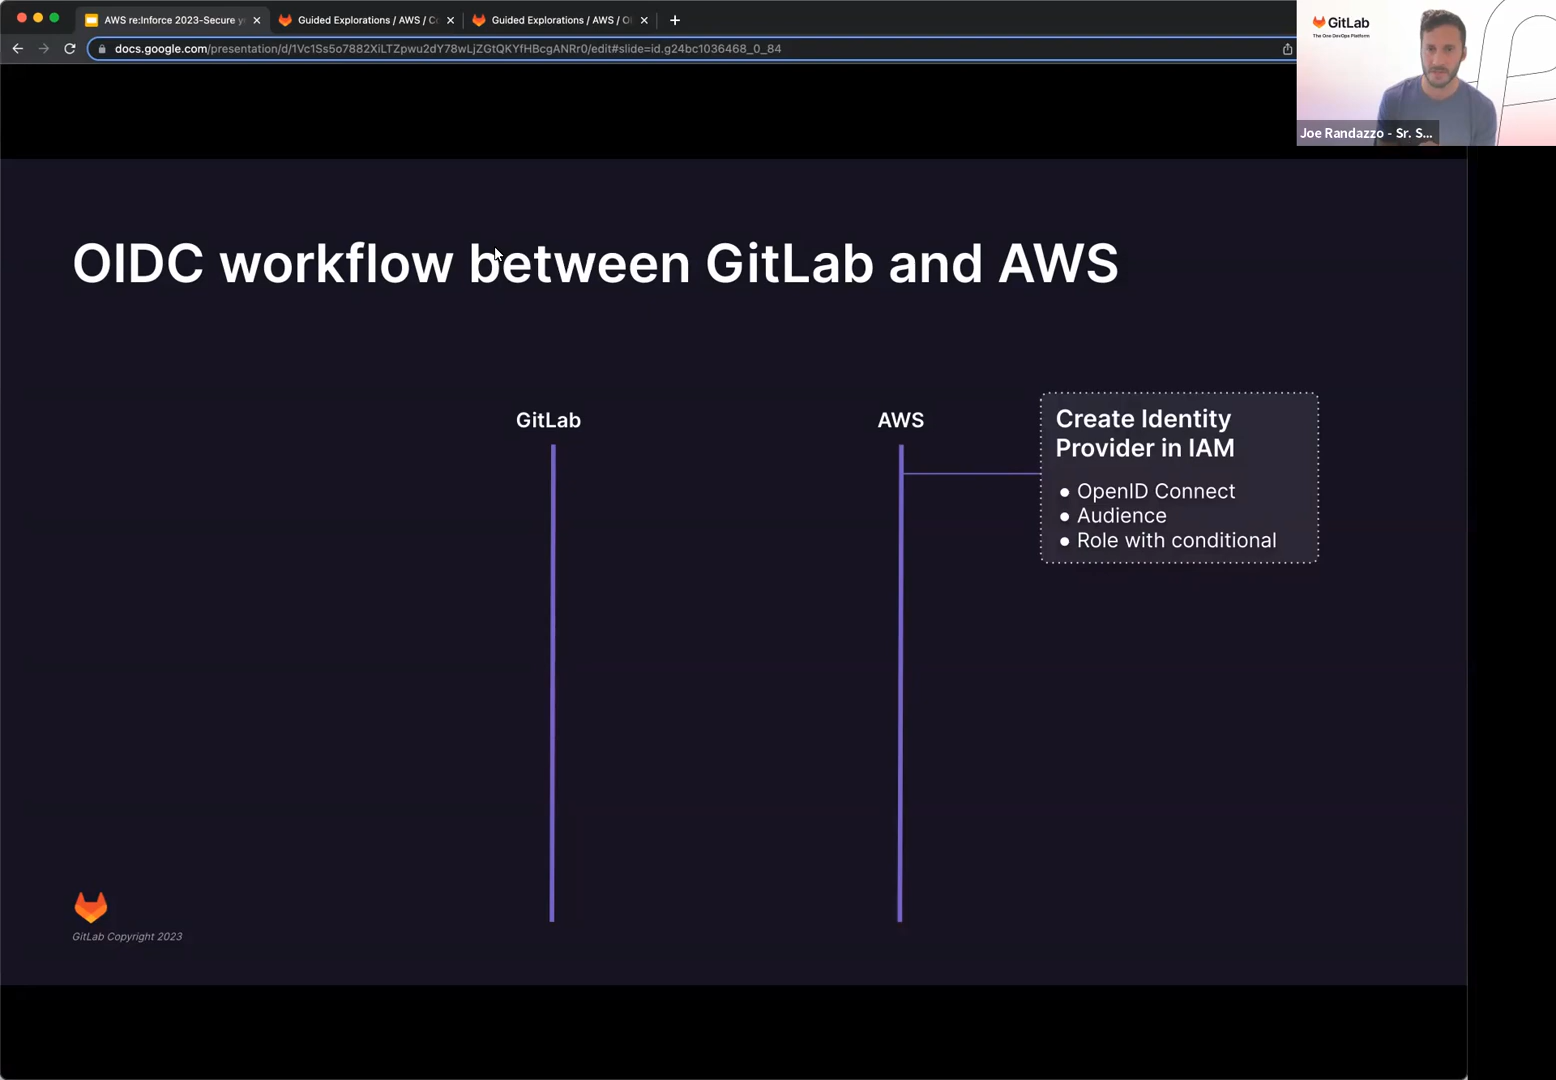 AWS re:Inforce 2023-Secure y
Guided Explorations / AWS / C
Guided Explorations / AWS / O
docs.google.com/presentation/d/1Vc1Ss5o7882XiLTZpwu2dY78wLjZGtQKYfHBcgANRr0/edit#slide=id.g24bc1036468_0_84
GitLab
The One DevOps Platform
Joe Randazzo - Sr. S...
OIDC workflow between GitLab and AWS
GitLab
AWS
Create Identity
Provider in IAM
● OpenID Connect
● Audience
● Role with conditional
GitLab Copyright 2023